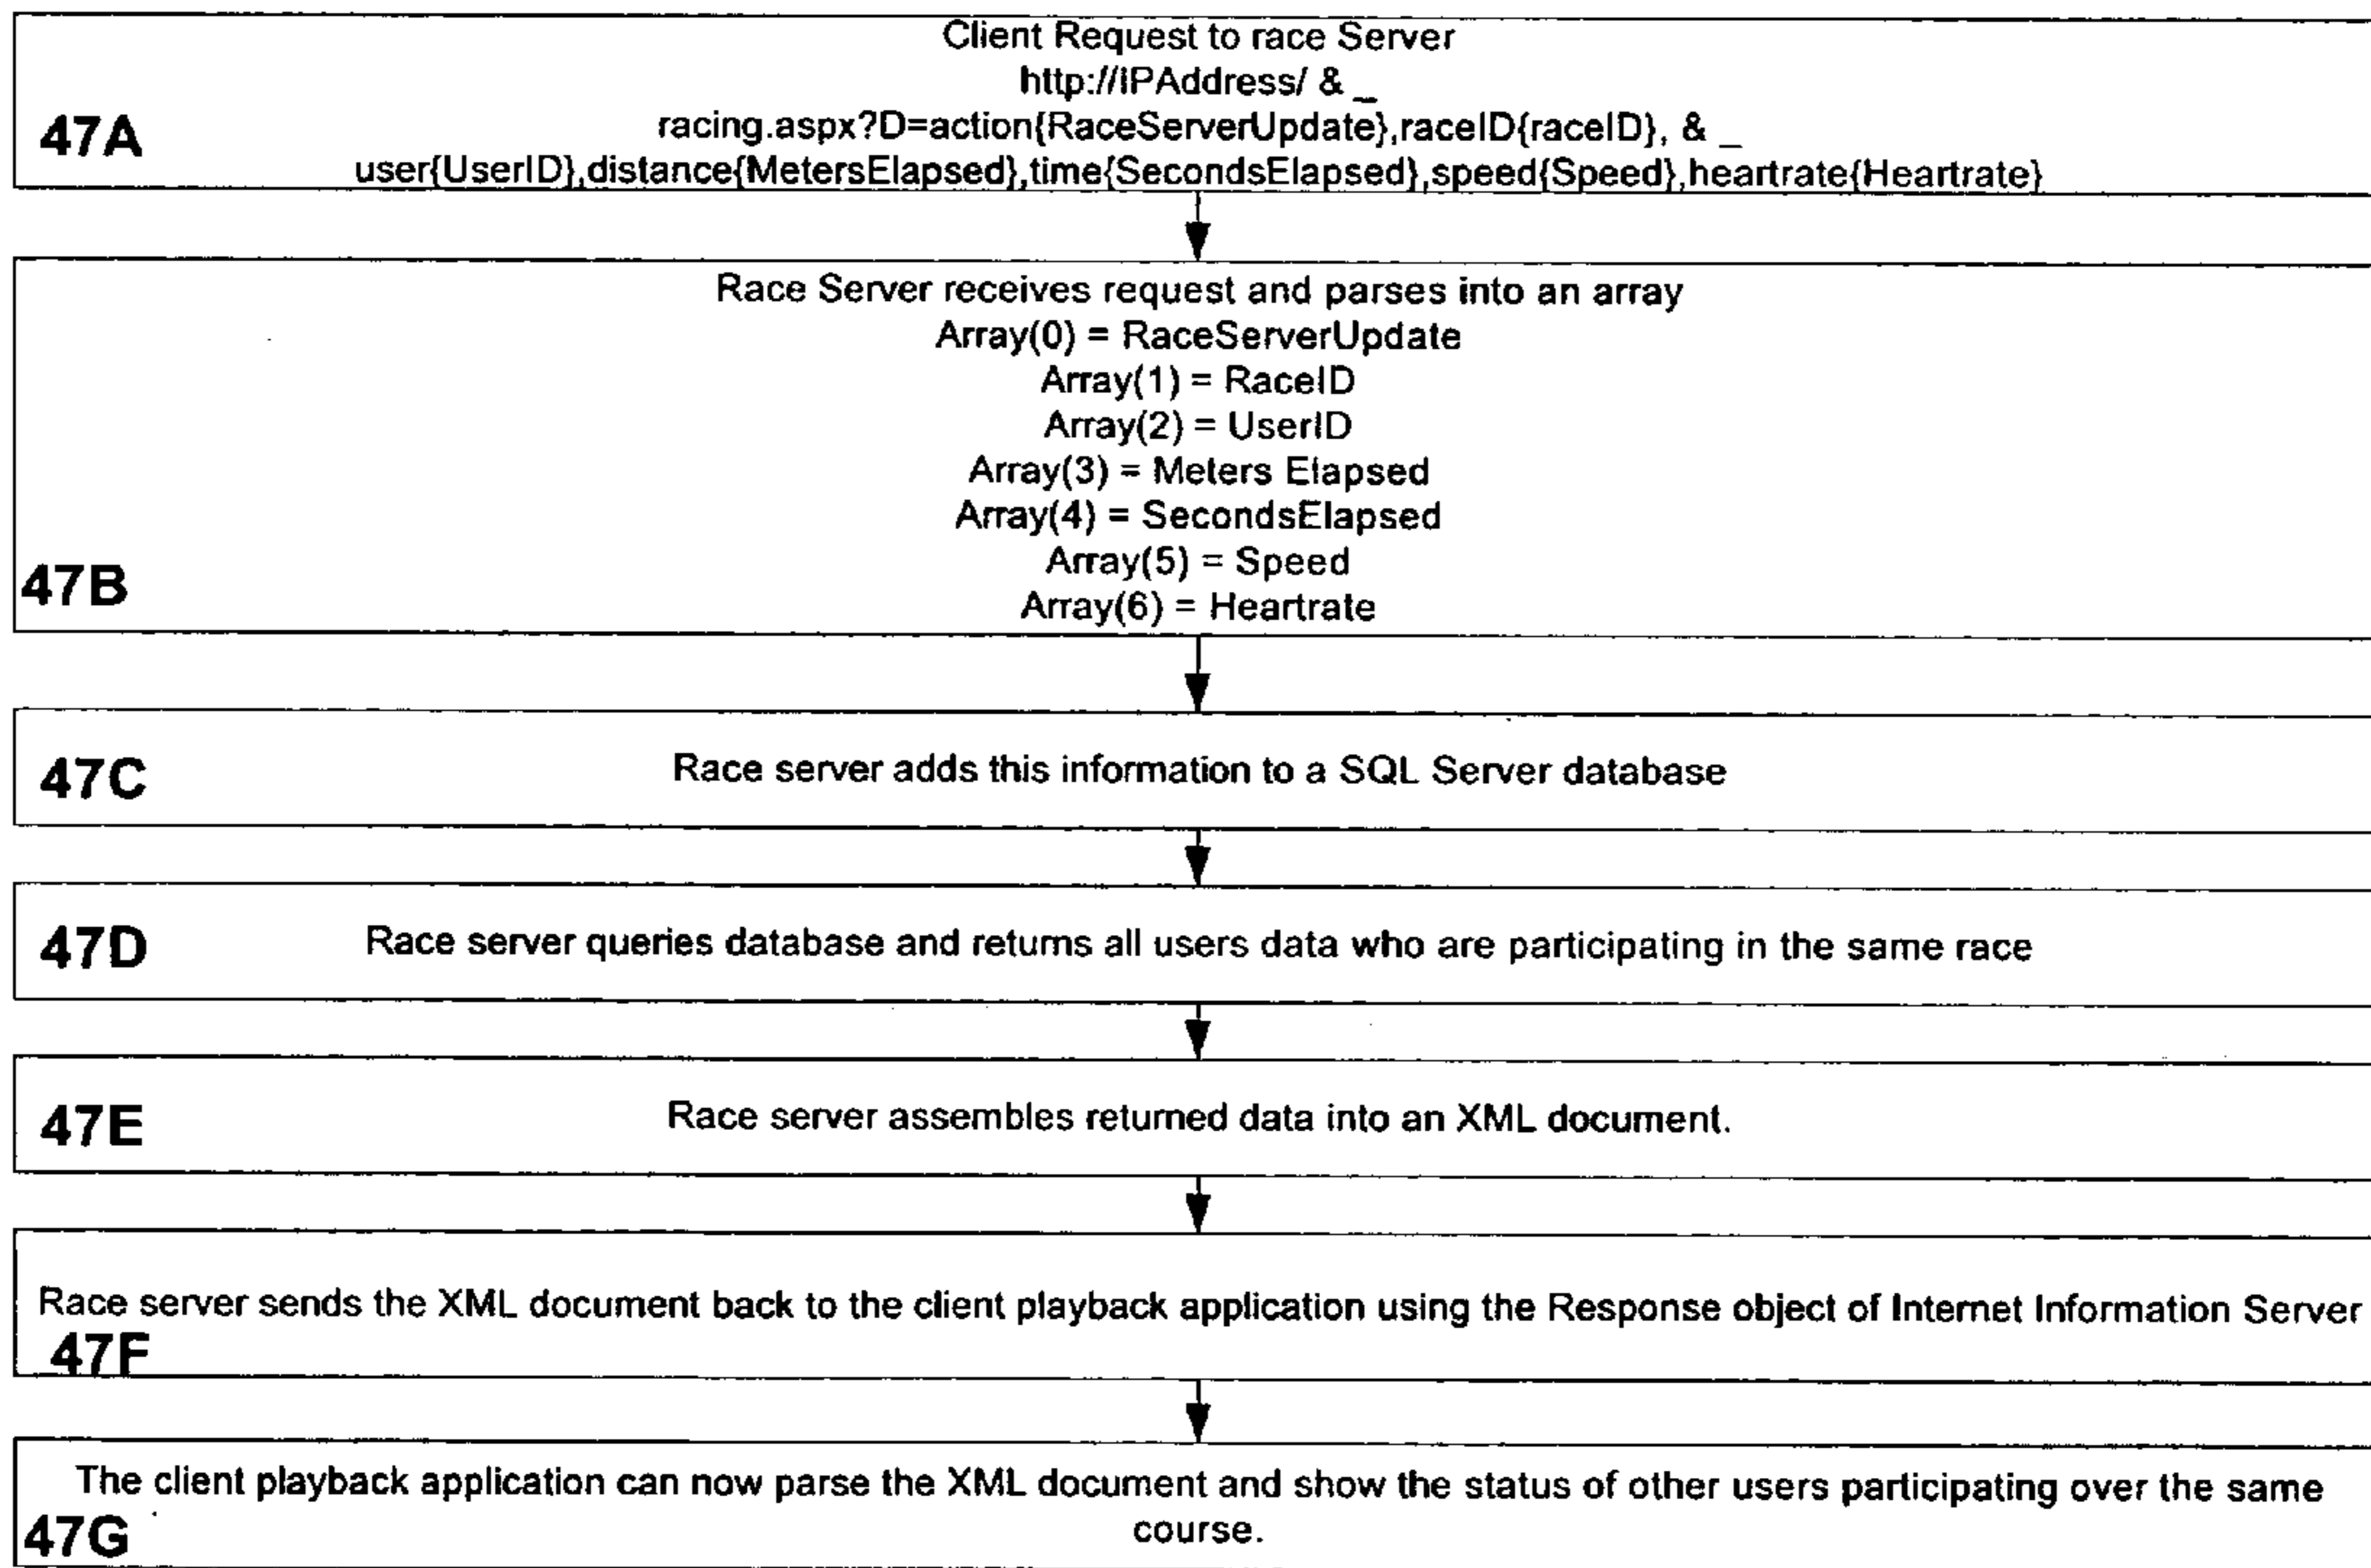 Client Request to race Server
http://IPAddress/ & _
47A
racing.aspx?D=action{RaceServerUpdate},raceID{raceID}, & _
user{UserID},distance{MetersElapsed},time{SecondsElapsed},speed{Speed},heartrate{Heartrate}
Race Server receives request and parses into an array
Array(0) = RaceServerUpdate
Array(1) = RaceID
Array(2) = UserID
Array(3) = Meters Elapsed
Array(4) = SecondsElapsed
Array(5) = Speed
47B
Array(6) = Heartrate
47C
Race server adds this information to a SQL Server database
47D
Race server queries database and returns all users data who are participating in the same race
47E
Race server assembles returned data into an XML document.
Race server sends the XML document back to the client playback application using the Response object of Internet Information Server
47F
The client playback application can now parse the XML document and show the status of other users participating over the same
course.
47G